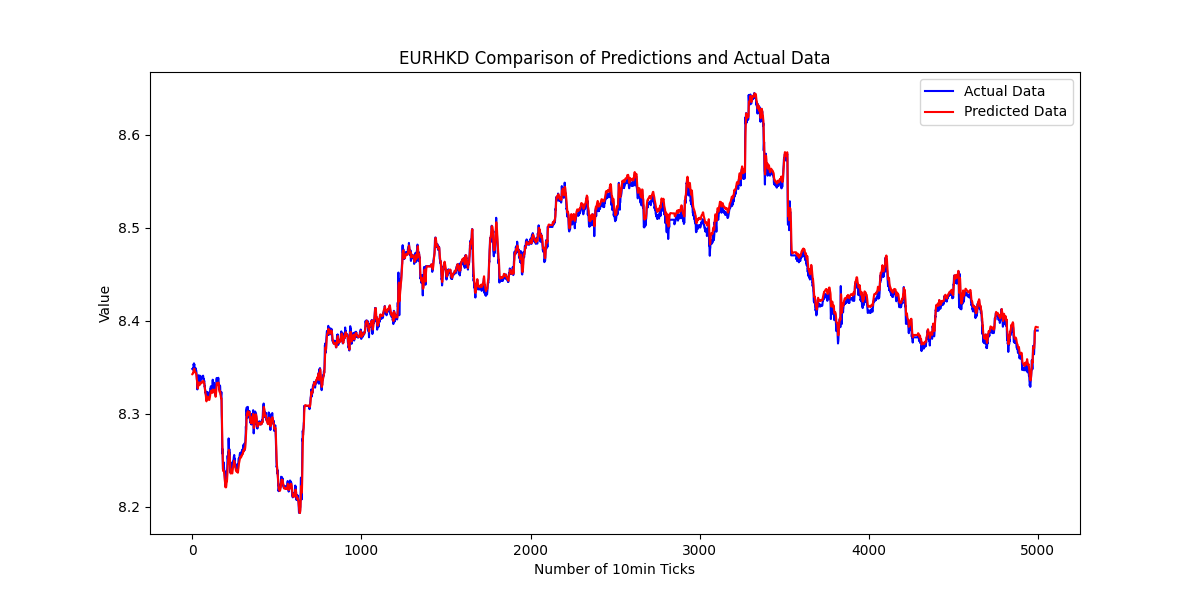 EURHKD Comparison of Predictions and Actual Data
Actual Data
Predicted Data
Value
8.6
8.5
8.4
8.3
8.2
0
1000
2000
3000
4000
5000
Number of 10min Ticks